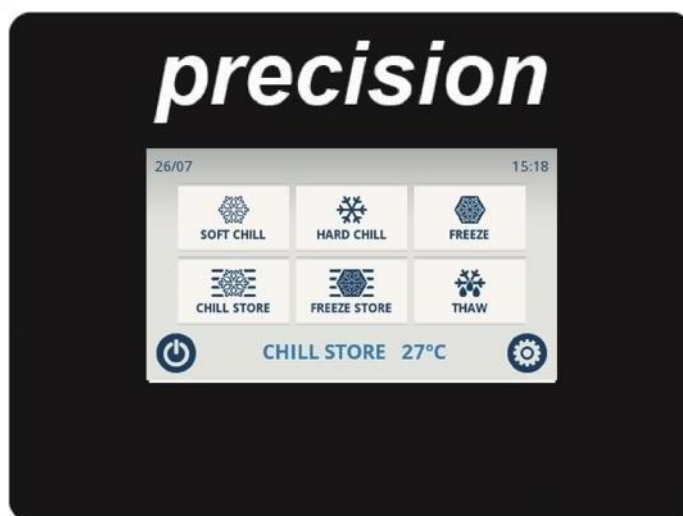 precision
26/07 15:18
SOFT CHILL HARD CHILL FREEZE
CHILL STORE FREEZE STORE THAW
CHILL STORE 27°C